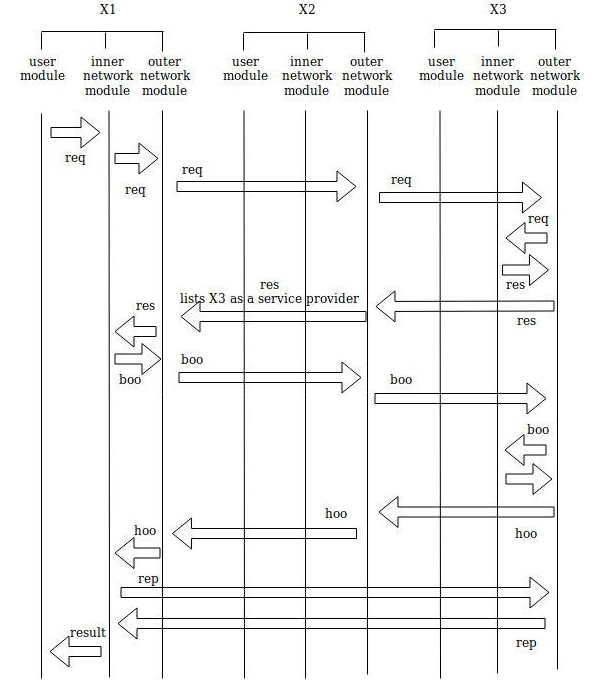 X1 X2 X3
user inner outer user inner outer user inner outer
module network network module network network module network network
module module module module module module
req
req
req
req
req
res
res
lists X3 as a service provider
res
res
boo
boo
boo
boo
hoo
hoo
hoo
rep
rep
result